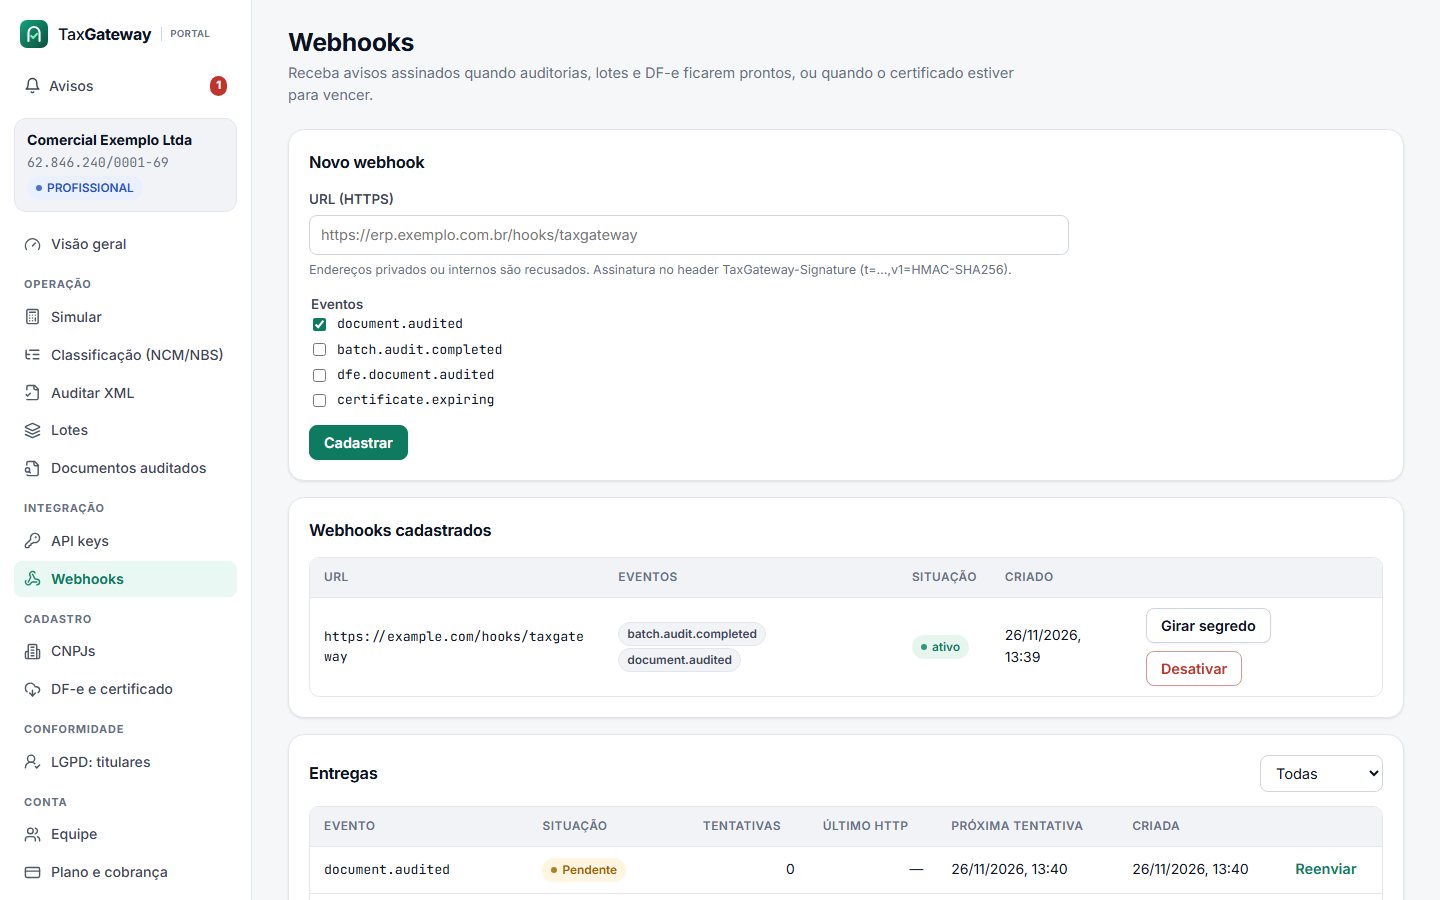 TaxGateway PORTAL
Avisos 1
Comercial Exemplo Ltda
62.846.240/0001-69
PROFISSIONAL
Visão geral
OPERAÇÃO
Simular
Classificação (NCM/NBS)
Auditar XML
Lotes
Documentos auditados
INTEGRAÇÃO
API keys
Webhooks
CADASTRO
CNPJs
DF-e e certificado
CONFORMIDADE
LGPD: titulares
CONTA
Equipe
Plano e cobrança
Webhooks
Receba avisos assinados quando auditorias, lotes e DF-e ficarem prontos, ou quando o certificado estiver
para vencer.
Novo webhook
URL (HTTPS)
https://erp.exemplo.com.br/hooks/taxgateway
Endereços privados ou internos são recusados. Assinatura no header TaxGateway-Signature (t=...,v1=HMAC-SHA256).
Eventos
document.audited
batch.audit.completed
dfe.document.audited
certificate.expiring
Cadastrar
Webhooks cadastrados
URL EVENTOS SITUAÇÃO CRIADO
https://example.com/hooks/taxgate
way
batch.audit.completed
document.audited
ativo
26/11/2026,
13:39
Girar segredo
Desativar
Entregas
Todas
EVENTO SITUAÇÃO TENTATIVAS ÚLTIMO HTTP PRÓXIMA TENTATIVA CRIADA
document.audited Pendente 0 — 26/11/2026, 13:40 26/11/2026, 13:40 Reenviar